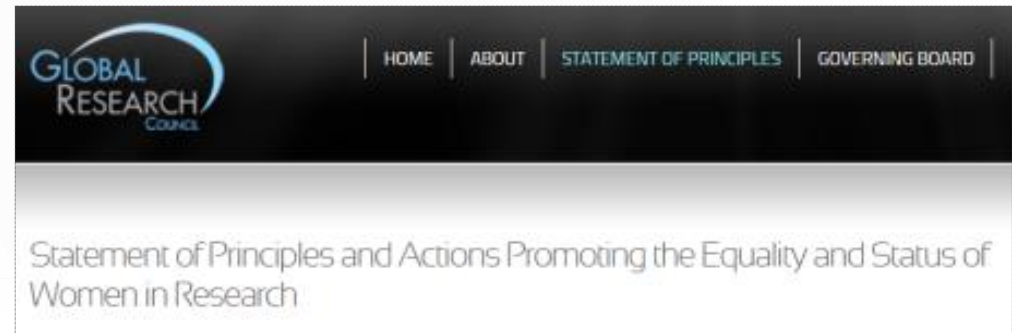 GLOBAL
RESEARCH
COUNCIL
HOME
ABOUT
STATEMENT OF PRINCIPLES
GOVERNING BOARD
Statement of Principles and Actions Promoting the Equality and Status of
Women in Research